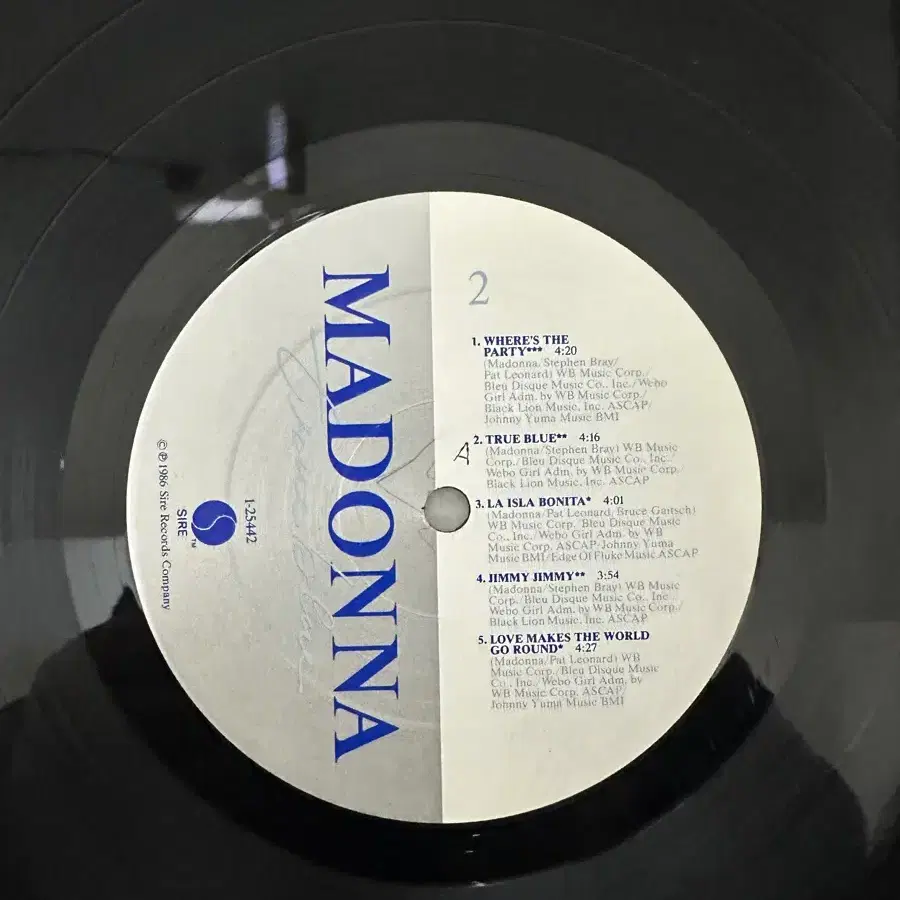 MADONNA
1-25442
SIRE
TM
© ℗ 1986 Sire Records Company
2
A
1. WHERE'S THE
PARTY*** 4:20
(Madonna/Stephen Bray/
Pat Leonard) WB Music Corp./
Bleu Disque Music Co., Inc./Webo
Girl Adm. by WB Music Corp./
Black Lion Music, Inc. ASCAP/
Johnny Yuma Music BMI
2. TRUE BLUE** 4:16
(Madonna/Stephen Bray) WB Music
Corp./Bleu Disque Music Co., Inc./
Webo Girl Adm. by WB Music Corp./
Black Lion Music, Inc. ASCAP
3. LA ISLA BONITA* 4:01
(Madonna/Pat Leonard, Bruce Gaitsch)
WB Music Corp./Bleu Disque Music
Co., Inc./Webo Girl Adm. by WB
Music Corp. ASCAP/Johnny Yuma
Music BMI/Edge Of Fluke Music ASCAP
4. JIMMY JIMMY** 3:54
(Madonna/Stephen Bray) WB Music
Corp./Bleu Disque Music Co., Inc./
Webo Girl Adm. by WB Music Corp./
Black Lion Music, Inc. ASCAP
5. LOVE MAKES THE WORLD
GO ROUND* 4:27
(Madonna/Pat Leonard) WB
Music Corp./Bleu Disque Music
Co., Inc./Webo Girl Adm. by
WB Music Corp. ASCAP/
Johnny Yuma Music BMI